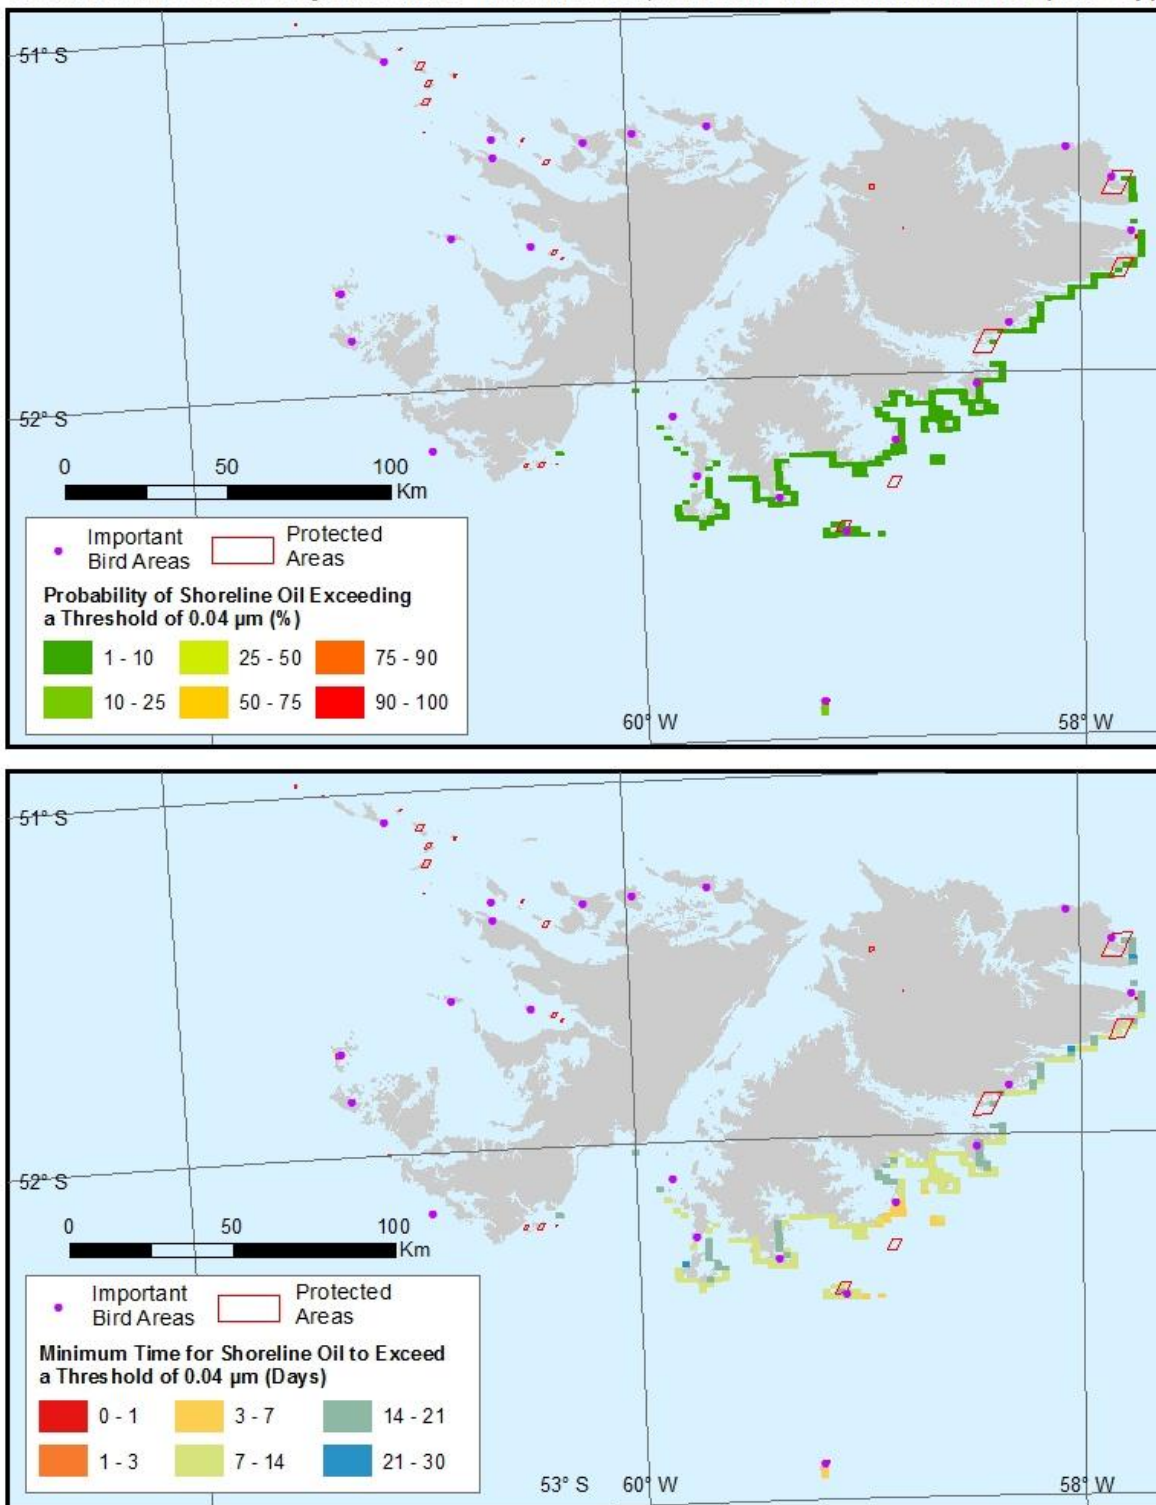 51° S
52° S
0 50 100
Km
Important
Bird Areas
Protected
Areas
Probability of Shoreline Oil Exceeding
a Threshold of 0.04 µm (%)
1 - 10
25 - 50
75 - 90
10 - 25
50 - 75
90 - 100
60° W
58° W
51° S
52° S
0 50 100
Km
Important
Bird Areas
Protected
Areas
Minimum Time for Shoreline Oil to Exceed
a Threshold of 0.04 µm (Days)
0 - 1
3 - 7
14 - 21
1 - 3
7 - 14
21 - 30
53° S
60° W
58° W